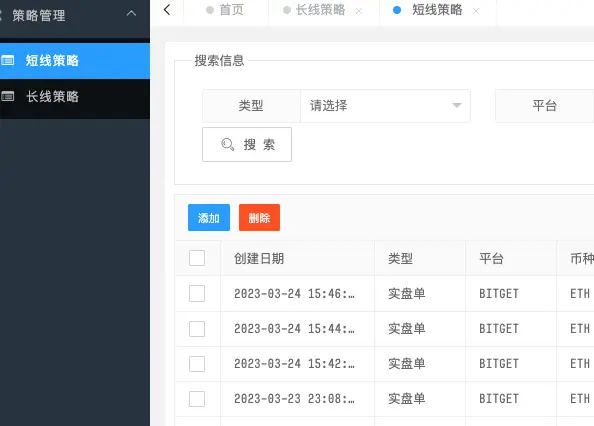 策略管理
短线策略
长线策略
首页
长线策略
短线策略
搜索信息
类型
请选择
平台
搜 索
添加
删除
创建日期 类型 平台 币种
2023-03-24 15:46:… 实盘单 BITGET ETH
2023-03-24 15:44:… 实盘单 BITGET ETH
2023-03-24 15:42:… 实盘单 BITGET ETH
2023-03-23 23:08:… 实盘单 BITGET ETH